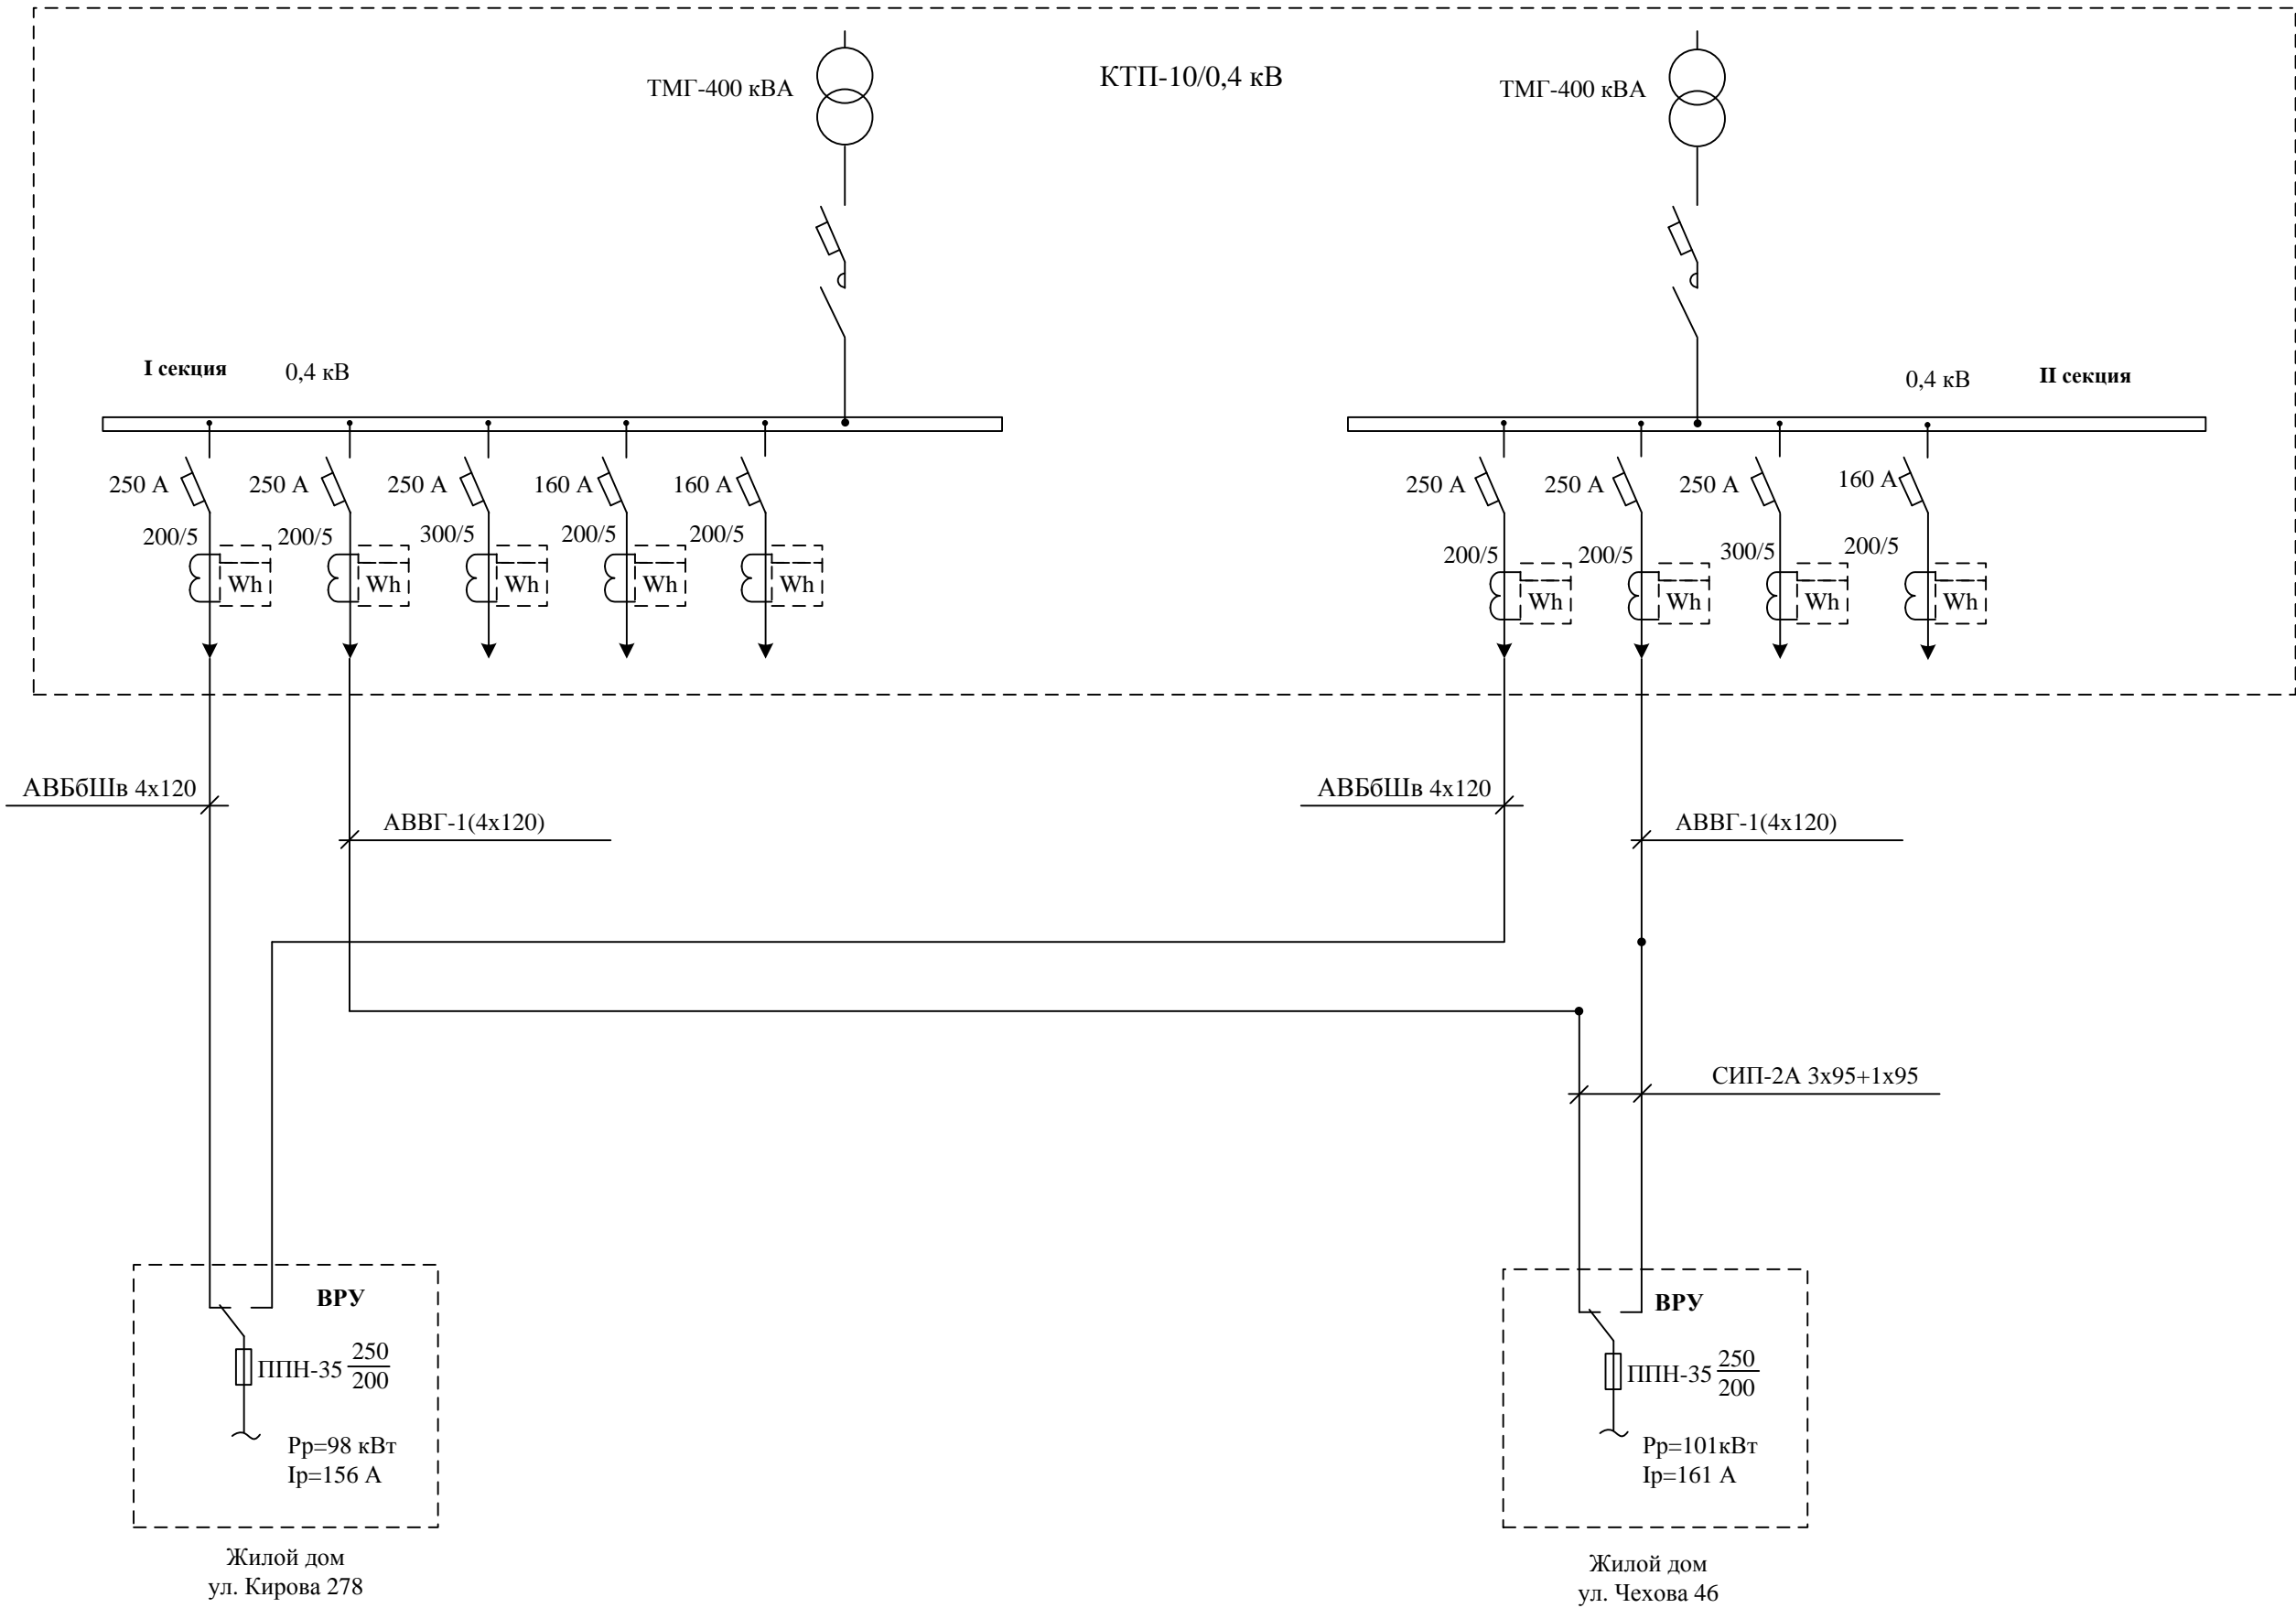 ТМГ-400 кВА
КТП-10/0,4 кВ
ТМГ-400 кВА
I секция
0,4 кВ
0,4 кВ
II секция
250 А
250 А
250 А
160 А
160 А
250 А
250 А
250 А
160 А
200/5
200/5
300/5
200/5
200/5
200/5
200/5
300/5
200/5
Wh
Wh
Wh
Wh
Wh
Wh
Wh
Wh
Wh
АВБбШв 4х120
АВВГ-1(4х120)
АВБбШв 4х120
АВВГ-1(4х120)
СИП-2А 3х95+1х95
ВРУ
ППН-35 250
200
Рр=98 кВт
Iр=156 А
Жилой дом
ул. Кирова 278
ВРУ
ППН-35 250
200
Рр=101кВт
Iр=161 А
Жилой дом
ул. Чехова 46